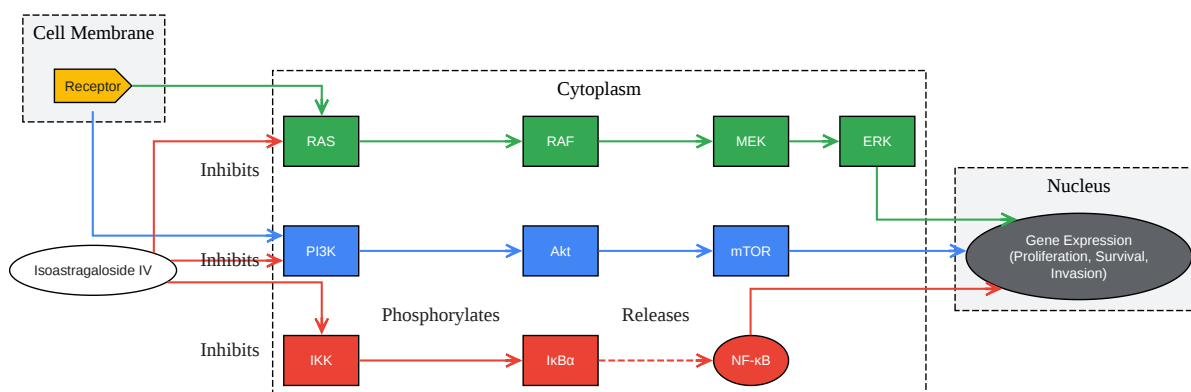 Cell Membrane
Receptor
Cytoplasm
RAS
RAF
MEK
ERK
Inhibits
Nucleus
PI3K
Akt
mTOR
Gene Expression
(Proliferation, Survival,
Invasion)
Isoastragaloside IV
Inhibits
Phosphorylates
Releases
Inhibits
IKK
IκBα
NF-κB